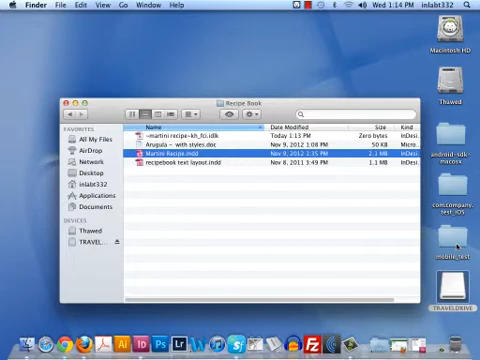 Finder File Edit View Go Window Help
Wed 1:14 PM inlabt332
Macintosh HD
Thawed
android-sdk-
macosx
com.company.
test_iOS
mobile_test
TRAVELDRIVE
Recipe Book
Name Date Modified Size Kind
~martini recipe~kh_fci.idlk Today 1:13 PM Zero bytes InDesi
Arugula - with styles.doc Nov 9, 2012 1:08 PM 50 KB Micro...
Martini Recipe.indd Nov 9, 2012 1:35 PM 2.1 MB InDesi
recipebook text layout.indd Nov 8, 2011 3:49 PM 1.1 MB InDesi
FAVORITES
All My Files
AirDrop
Network
Desktop
inlabt332
Applications
Documents
DEVICES
Thawed
TRAVEL...